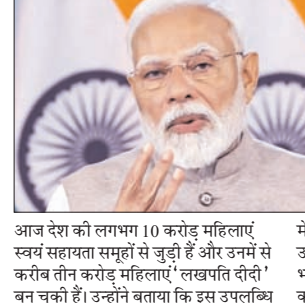 आज देश की लगभग 10 करोड़ महिलाएं
स्वयं सहायता समूहों से जुड़ी हैं और उनमें से
करीब तीन करोड़ महिलाएं ‘लखपति दीदी’
बन चुकी हैं। उन्होंने बताया कि इस उपलब्धि